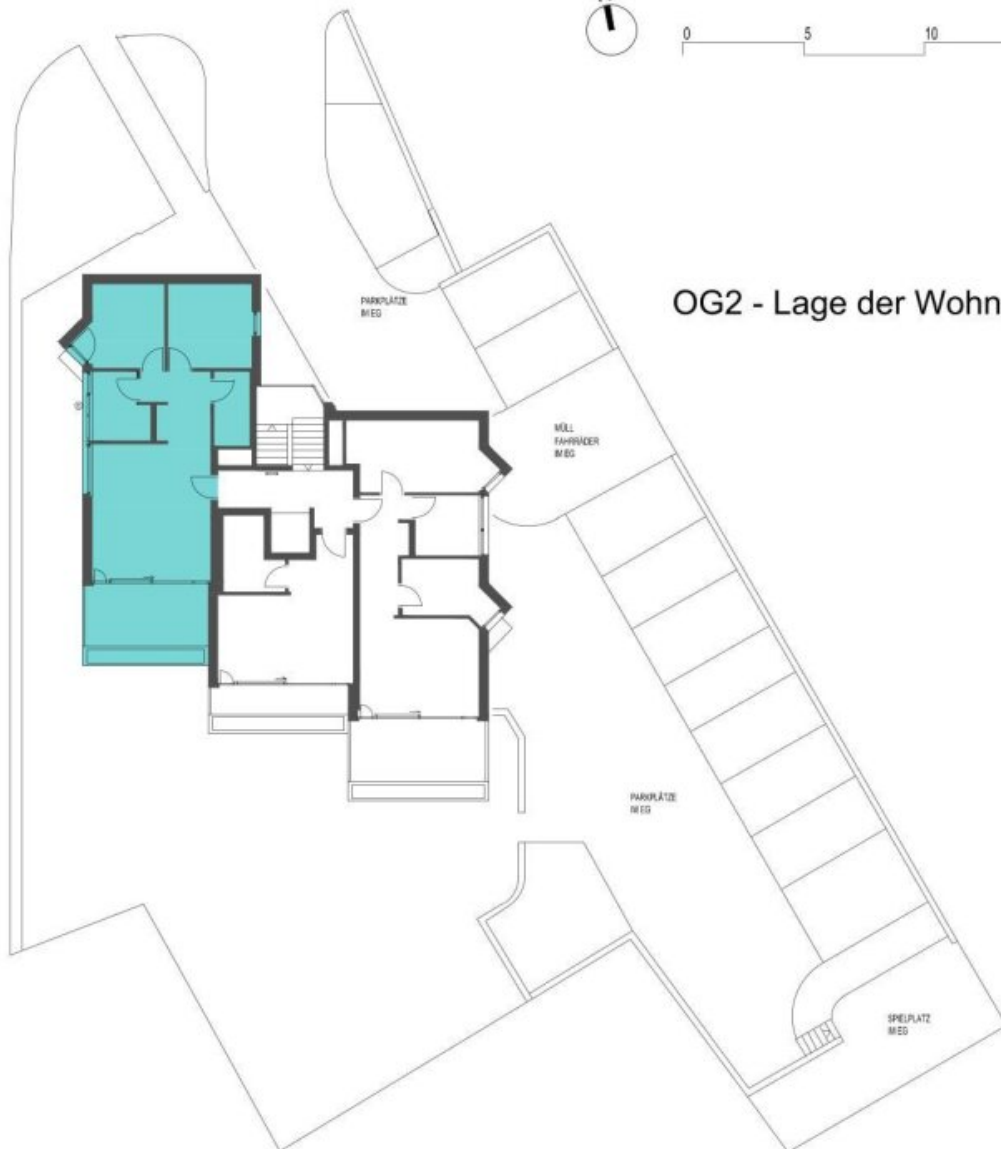 0 5 10
OG2 - Lage der Wohn
PARKPLÄTZE
IM EG
MÜLL
FAHRRÄDER
IM EG
PARKPLÄTZE
IM EG
SPIELPLATZ
IM EG